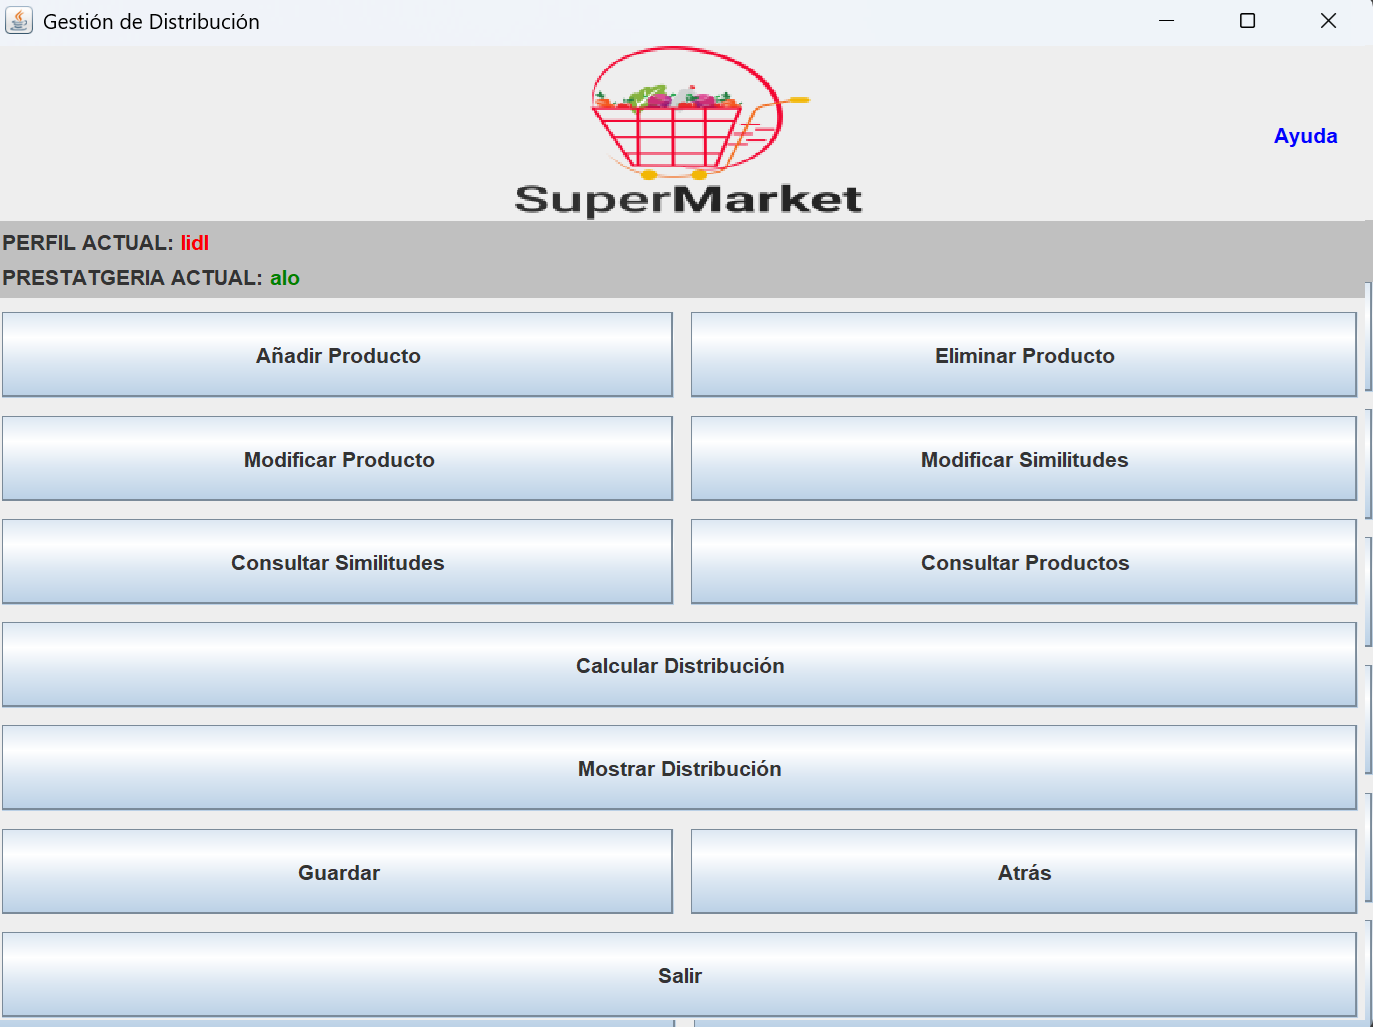 Gestión de Distribución
Ayuda
SuperMarket
PERFIL ACTUAL: lidl
PRESTATGERIA ACTUAL: alo
Añadir Producto
Eliminar Producto
Modificar Producto
Modificar Similitudes
Consultar Similitudes
Consultar Productos
Calcular Distribución
Mostrar Distribución
Guardar
Atrás
Salir